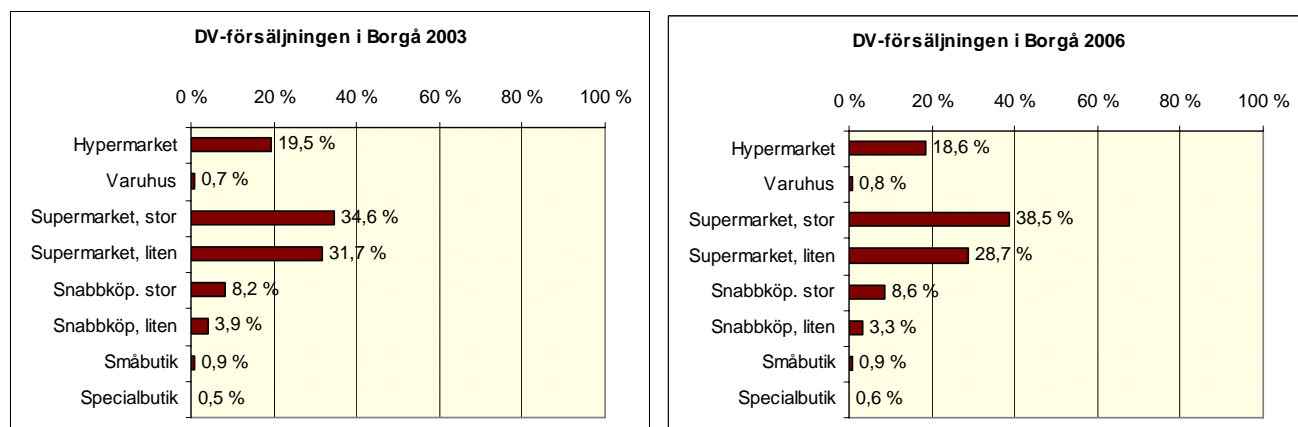 DV-försäljningen i Borgå 2003
0 % 20 % 40 % 60 % 80 % 100 %
Hypermarket 19,5 %
Varuhus 0,7 %
Supermarket, stor 34,6 %
Supermarket, liten 31,7 %
Snabbköp. stor 8,2 %
Snabbköp, liten 3,9 %
Småbutik 0,9 %
Specialbutik 0,5 %
DV-försäljningen i Borgå 2006
0 % 20 % 40 % 60 % 80 % 100 %
Hypermarket 18,6 %
Varuhus 0,8 %
Supermarket, stor 38,5 %
Supermarket, liten 28,7 %
Snabbköp. stor 8,6 %
Snabbköp, liten 3,3 %
Småbutik 0,9 %
Specialbutik 0,6 %